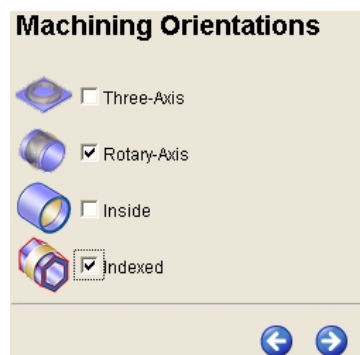 Machining Orientations
Three-Axis
Rotary-Axis
Inside
Indexed